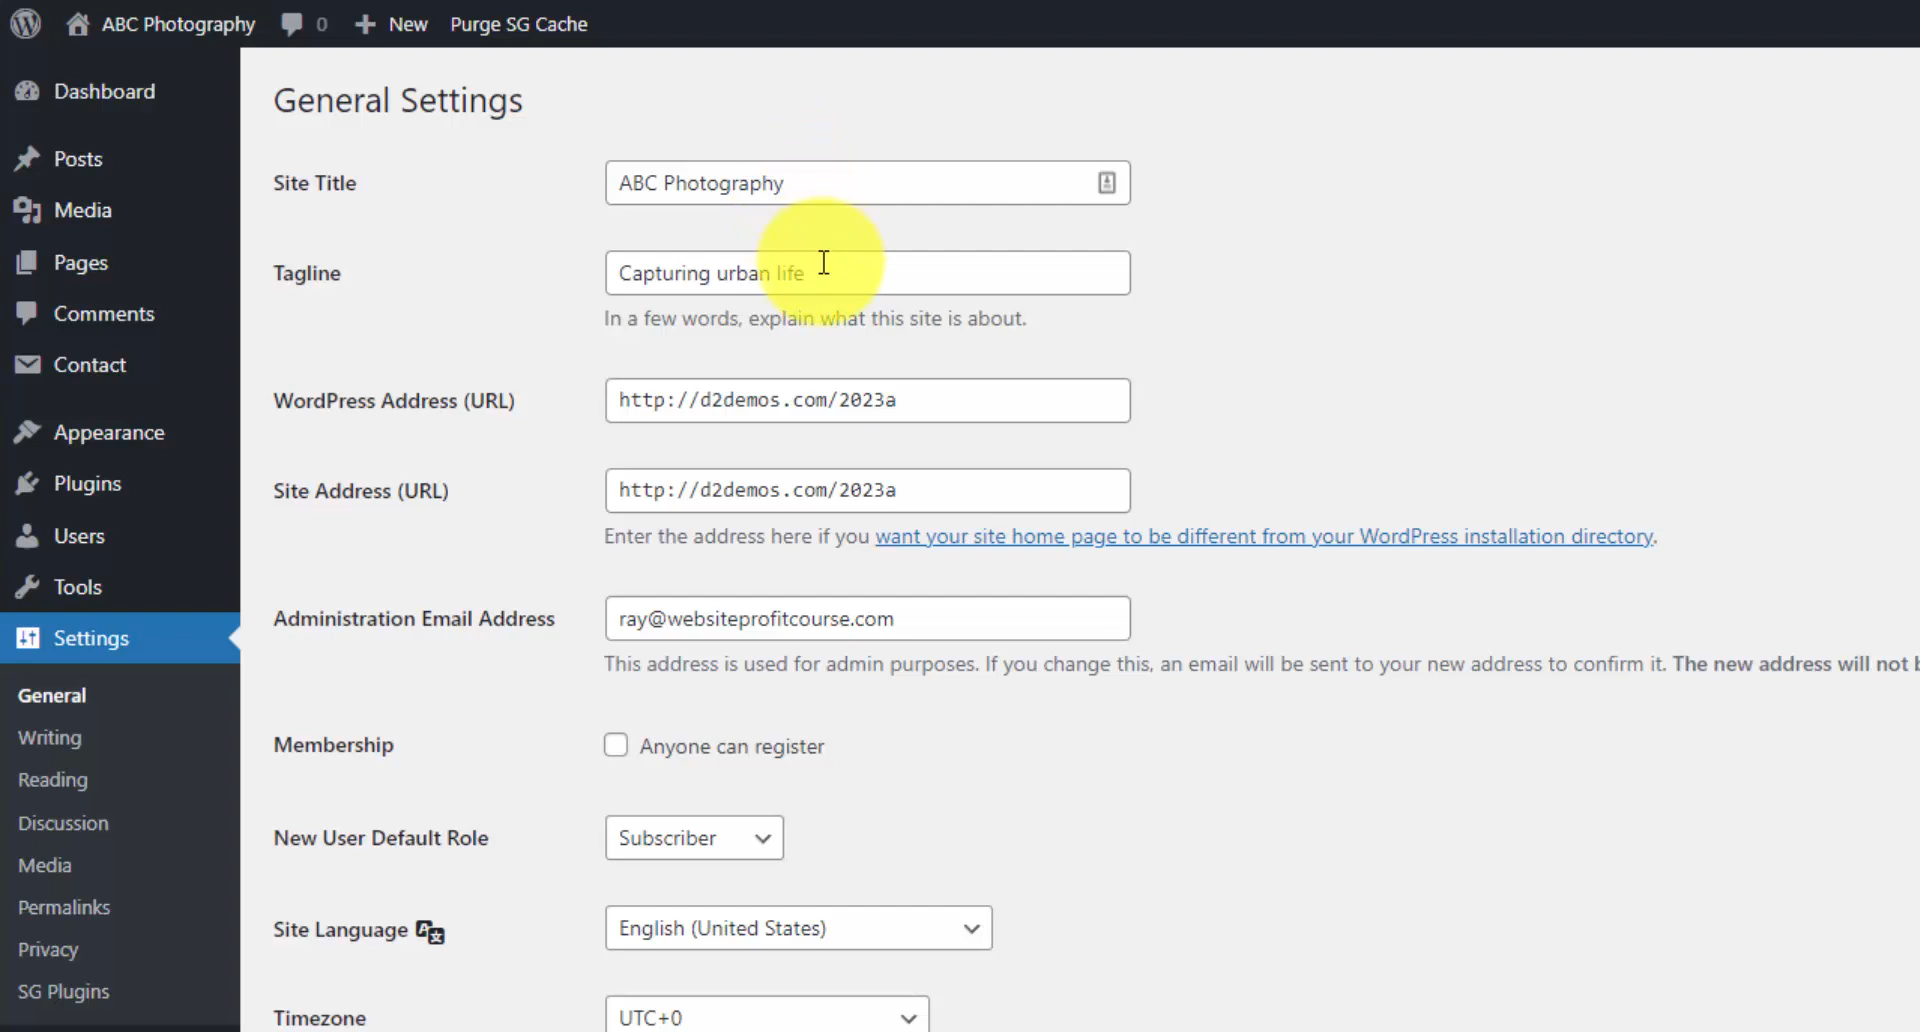 ABC Photography 0 New Purge SG Cache
Dashboard
Posts
Media
Pages
Comments
Contact
Appearance
Plugins
Users
Tools
Settings
General
Writing
Reading
Discussion
Media
Permalinks
Privacy
SG Plugins
General Settings
Site Title ABC Photography
Tagline Capturing urban life
In a few words, explain what this site is about.
WordPress Address (URL) http://d2demos.com/2023a
Site Address (URL) http://d2demos.com/2023a
Enter the address here if you want your site home page to be different from your WordPress installation directory.
Administration Email Address ray@websiteprofitcourse.com
This address is used for admin purposes. If you change this, an email will be sent to your new address to confirm it. The new address will not
Membership Anyone can register
New User Default Role Subscriber
Site Language English (United States)
Timezone UTC+0